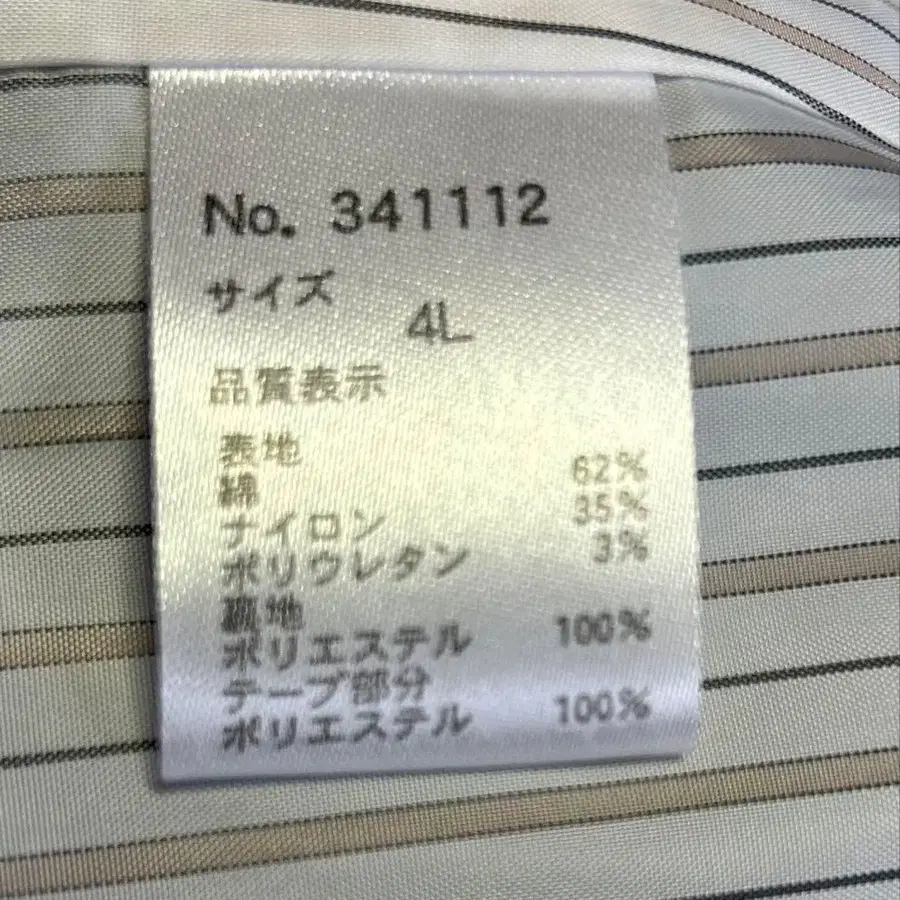 No. 341112
サイズ
4L
品質表示
表地
綿 62%
ナイロン 35%
ポリウレタン 3%
裏地
ポリエステル 100%
テープ部分
ポリエステル 100%